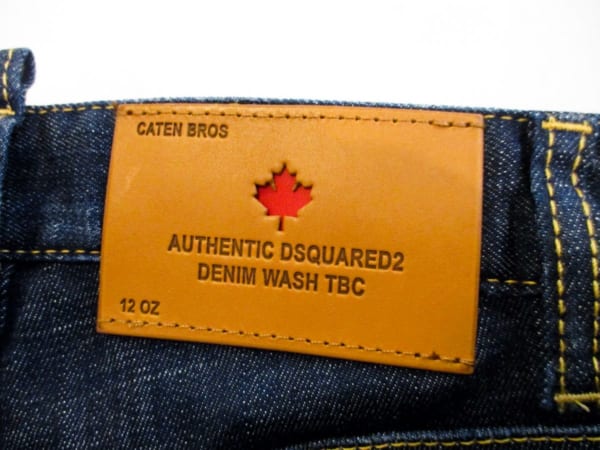 CATEN BROS
AUTHENTIC DSQUARED2
DENIM WASH TBC
12 OZ